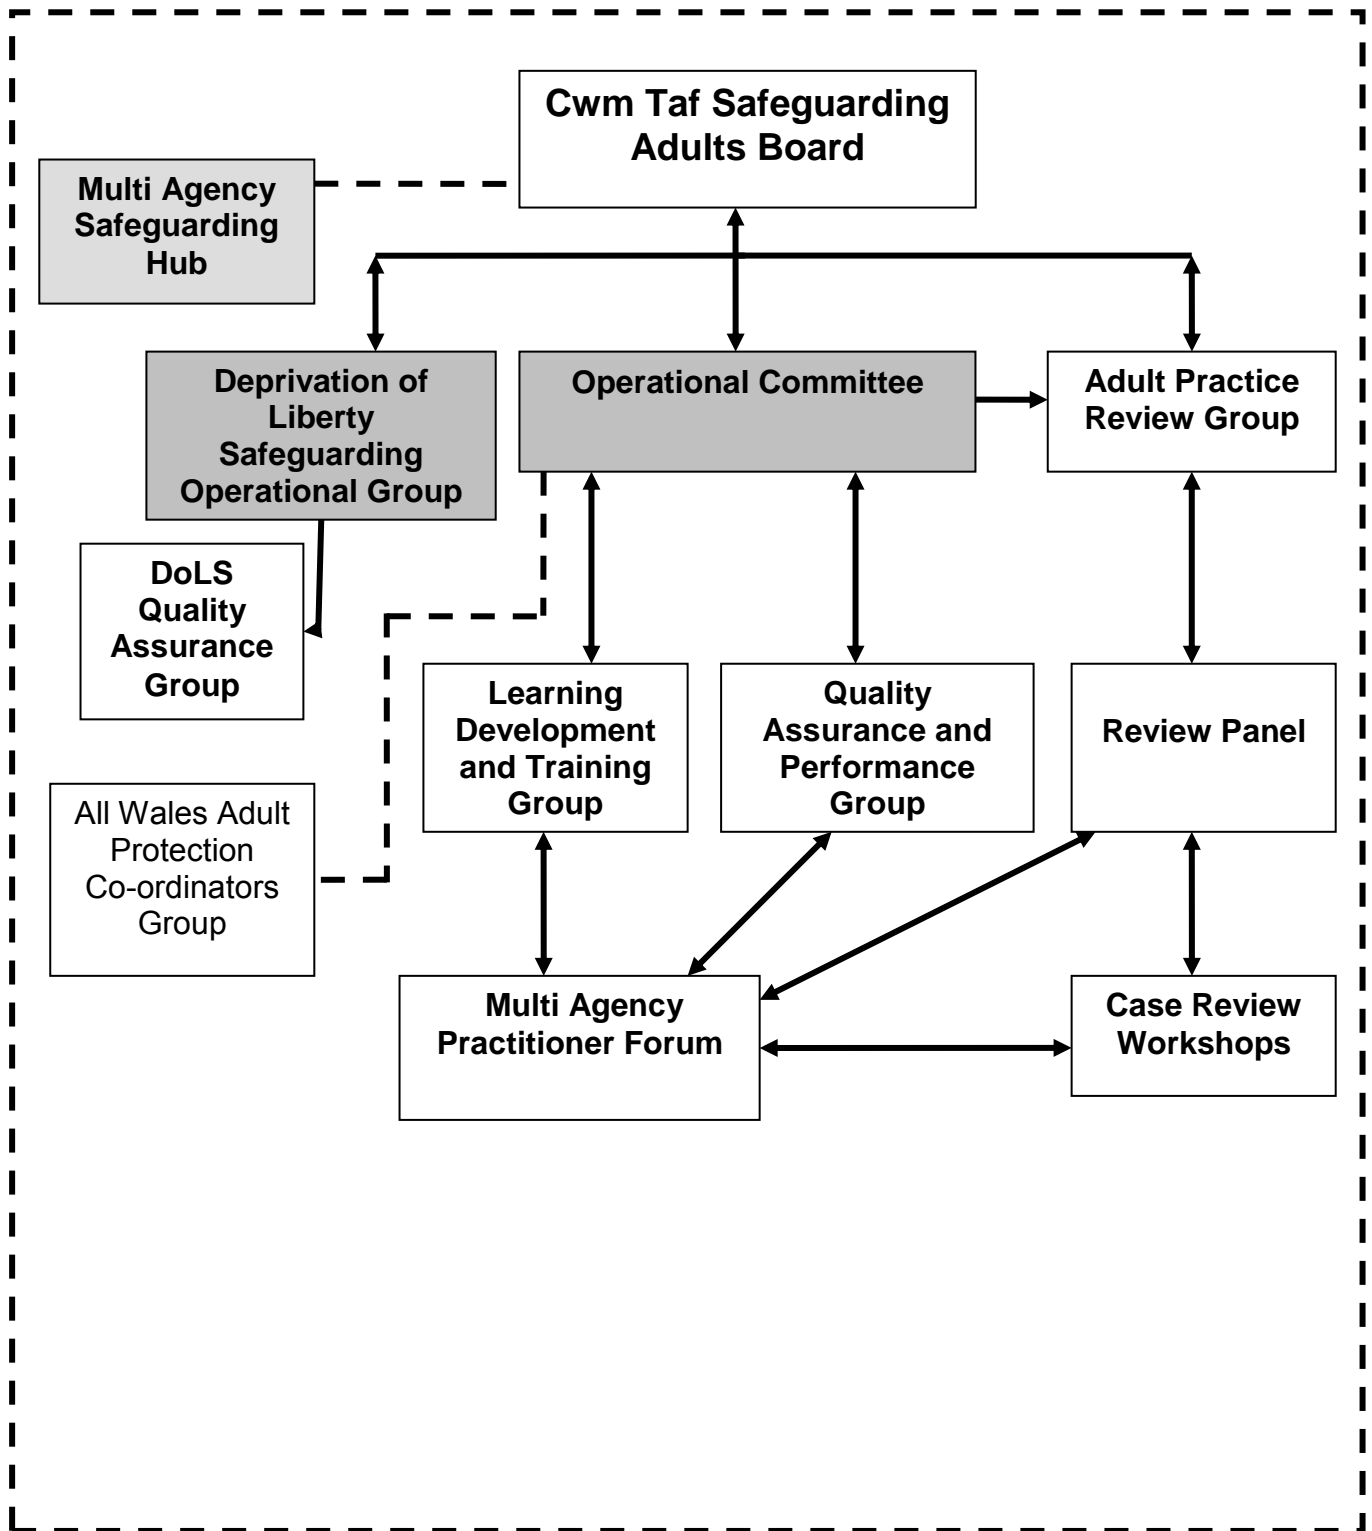 Cwm Taf Safeguarding
Adults Board
Multi Agency
Safeguarding
Hub
Deprivation of
Liberty
Safeguarding
Operational Group
Operational Committee
Adult Practice
Review Group
DoLS
Quality
Assurance
Group
Learning
Development
and Training
Group
Quality
Assurance and
Performance
Group
Review Panel
All Wales Adult
Protection
Co-ordinators
Group
Multi Agency
Practitioner Forum
Case Review
Workshops